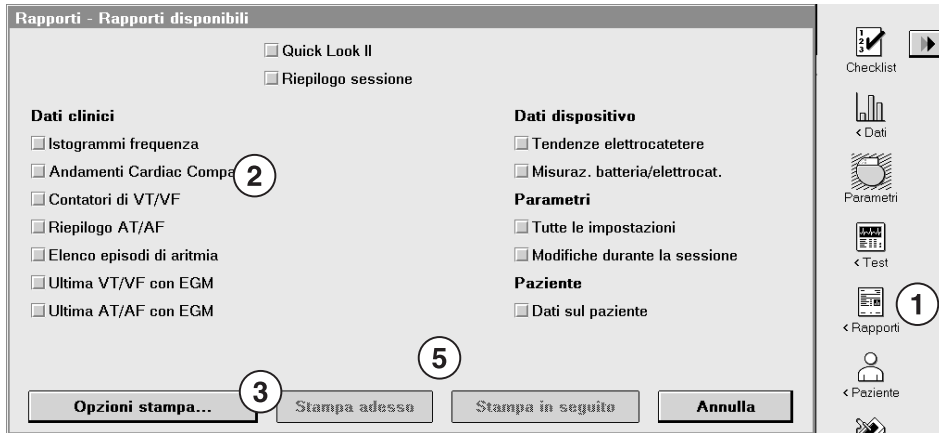 Rapporti - Rapporti disponibili
Quick Look II
Riepilogo sessione
Dati clinici
Istogrammi frequenza
Andamenti Cardiac Compa
2
Contatori di VT/VF
Riepilogo AT/AF
Elenco episodi di aritmia
Ultima VT/VF con EGM
Ultima AT/AF con EGM
Dati dispositivo
Tendenze elettrocatetere
Misuraz. batteria/elettrocat.
Parametri
Tutte le impostazioni
Modifiche durante la sessione
Paziente
Dati sul paziente
5
3
Opzioni stampa...
Stampa adesso
Stampa in seguito
Annulla
1
2
3
Checklist
< Dati
Parametri
< Test
< Rapporti
1
< Paziente